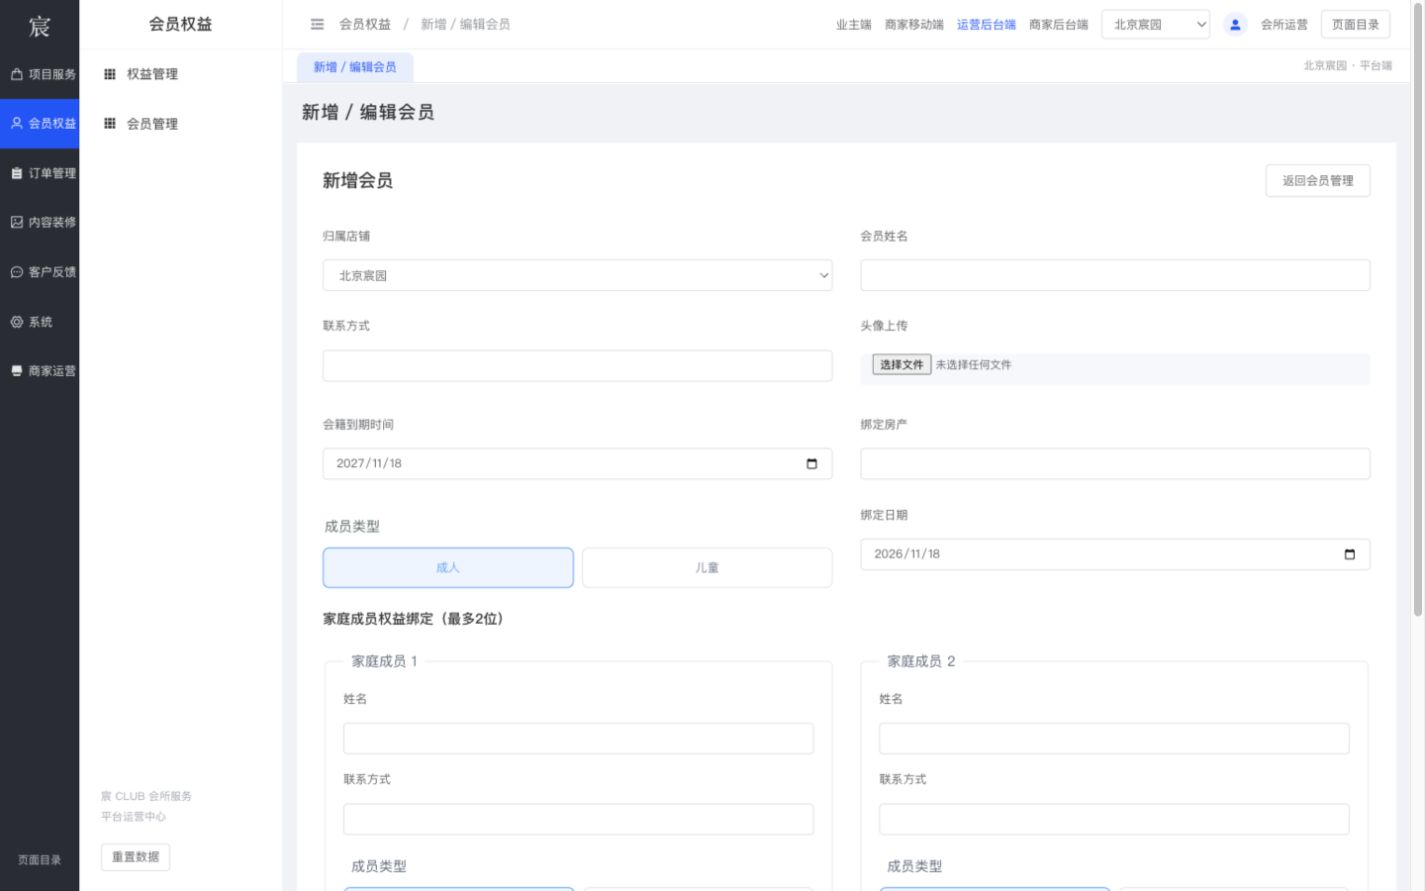 宸
项目服务
会员权益
订单管理
内容装修
客户反馈
系统
商家运营
页面目录
会员权益
权益管理
会员管理
宸 CLUB 会所服务
平台运营中心
重置数据
会员权益 / 新增 / 编辑会员
业主端 商家移动端 运营后台端 商家后台端 北京宸园 会所运营 页面目录
新增 / 编辑会员
北京宸园 · 平台端
新增 / 编辑会员
新增会员
返回会员管理
归属店铺
北京宸园
会员姓名
联系方式
头像上传
选择文件 未选择任何文件
会籍到期时间
2027/11/18
绑定房产
成员类型
成人
儿童
绑定日期
2026/11/18
家庭成员权益绑定（最多2位）
家庭成员 1
姓名
联系方式
成员类型
家庭成员 2
姓名
联系方式
成员类型